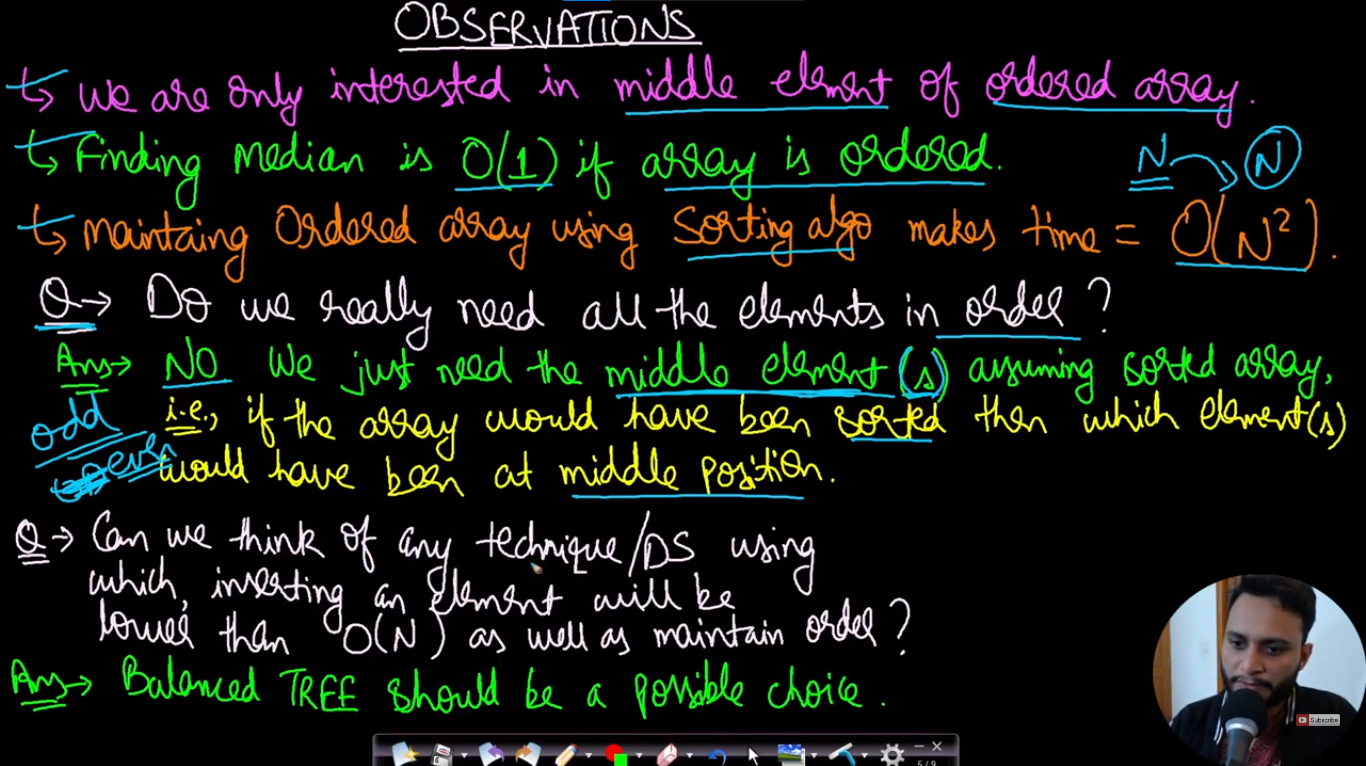 OBSERVATIONS
↳ We are only interested in middle elment of ordered array.
↳ Finding Median is O(1) if array is ordered. N → N
↳ Maintaing Ordered array using Sorting algo makes time = O(N²).
Q → Do we really need all the elements in order?
Ans → NO We just need the middle element(s) assuming sorted array,
odd i.e., if the array would have been sorted then which element(s)
even would have been at middle position.
Q → Can we think of any technique/DS using
which, inserting an element will be
lower than O(N) as well as maintain order?
Ans → Balanced TREE should be a possible choice.
Subscribe
5/9